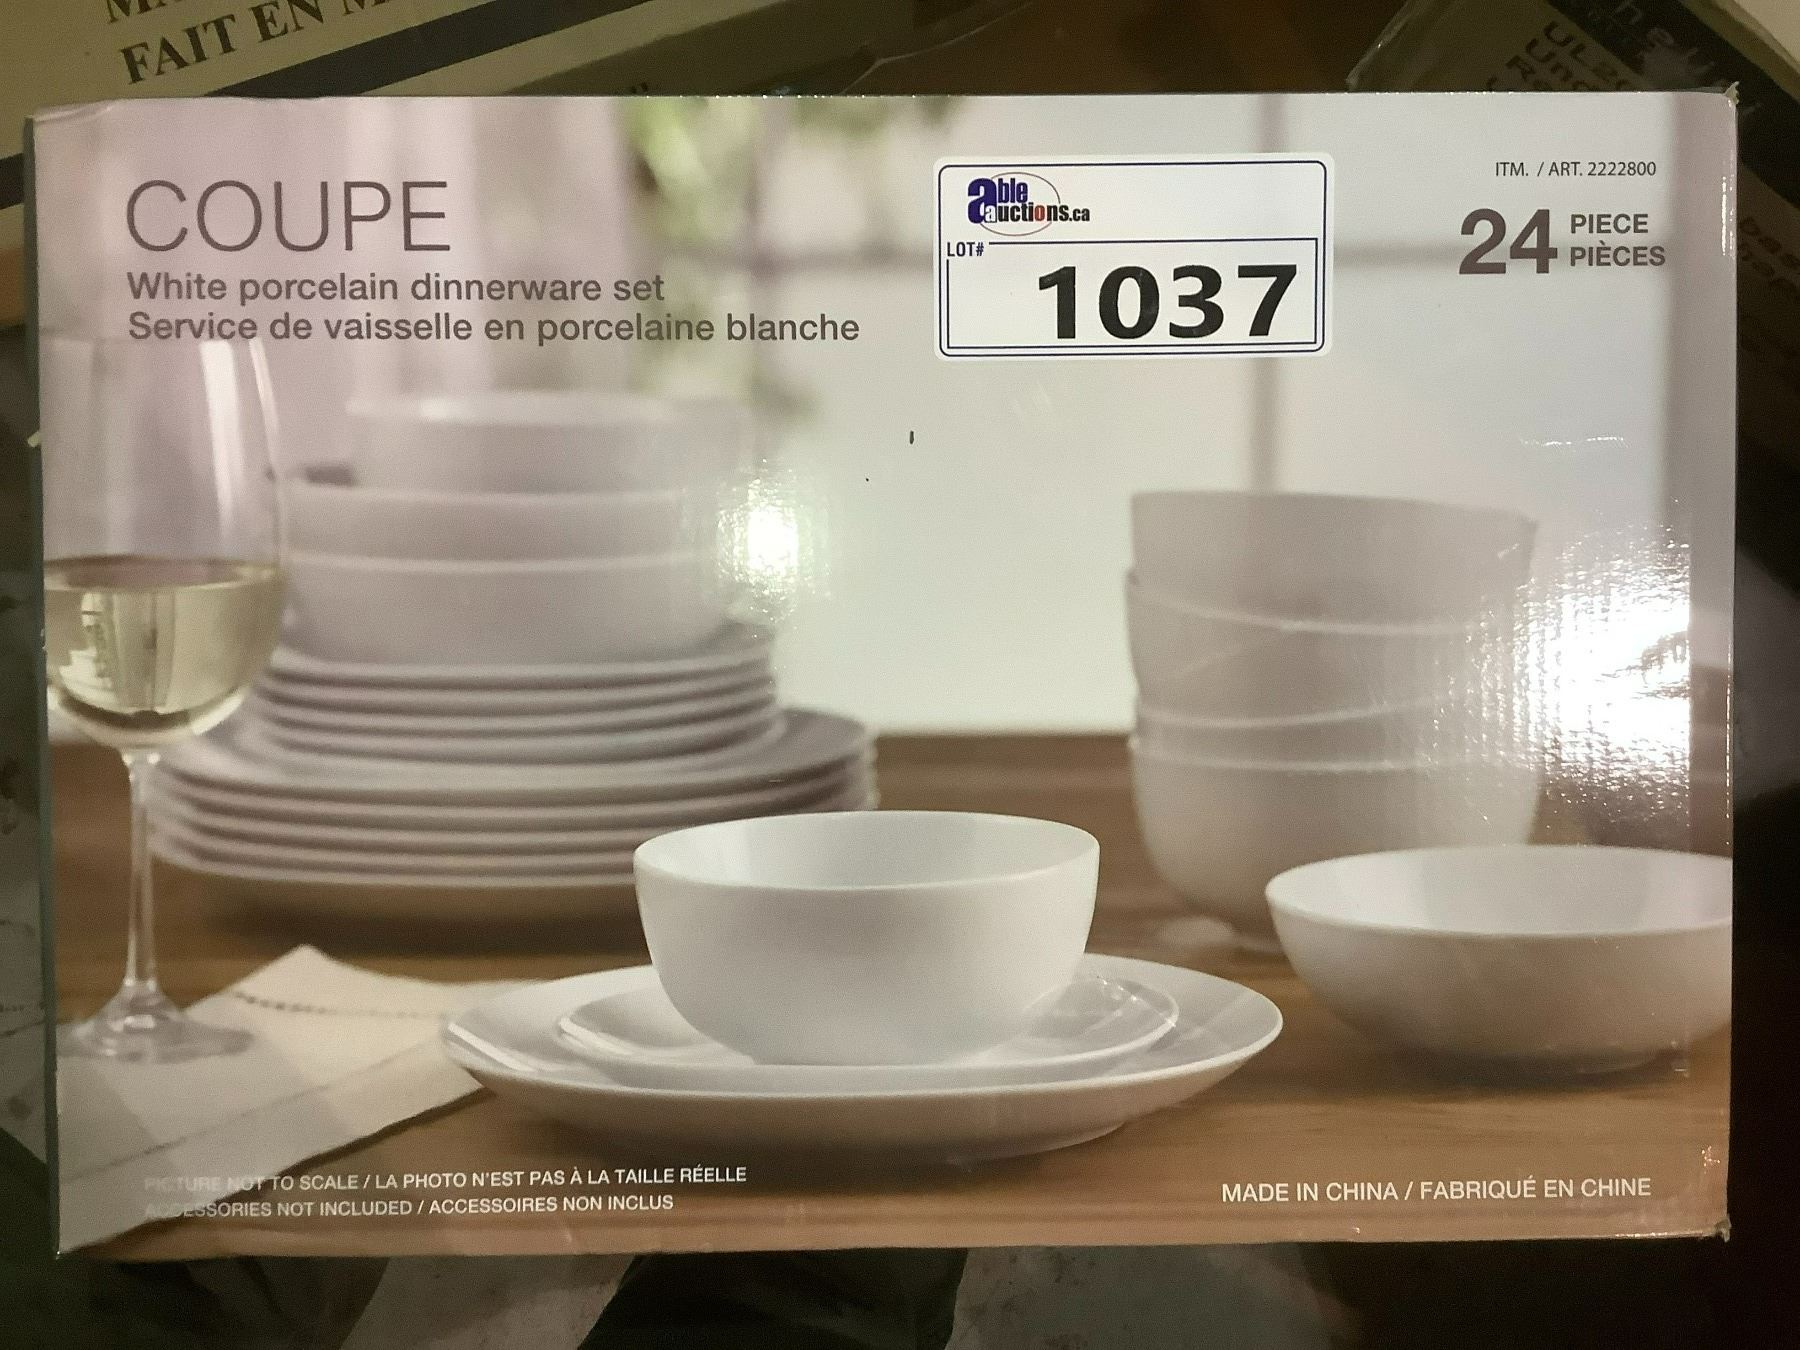 FAIT EN
COUPE
White porcelain dinnerware set
Service de vaisselle en porcelaine blanche
able
auctions.ca
LOT#
1037
ITM. / ART. 2222800
24 PIECE
PIÈCES
PICTURE NOT TO SCALE / LA PHOTO N'EST PAS À LA TAILLE RÉELLE
ACCESSORIES NOT INCLUDED / ACCESSOIRES NON INCLUS
MADE IN CHINA / FABRIQUÉ EN CHINE